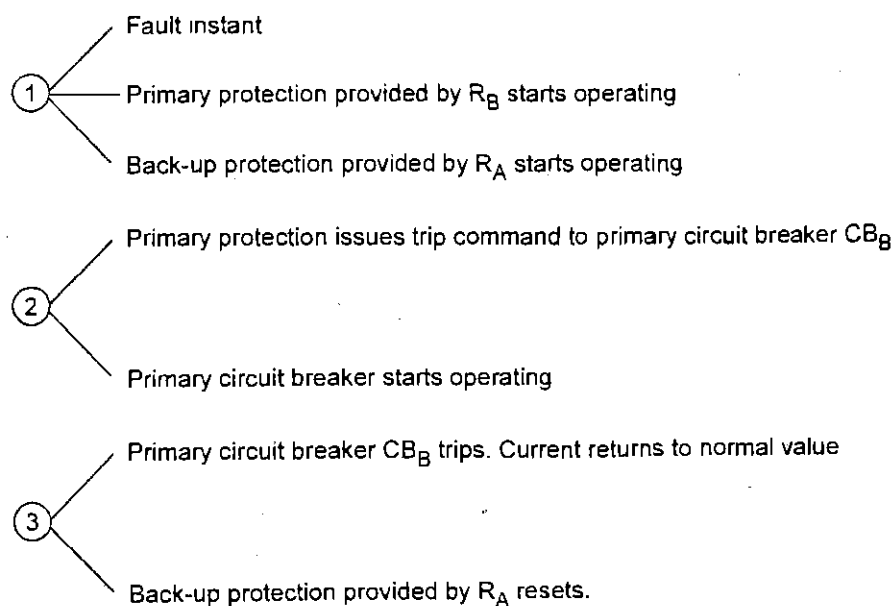 Fault instant
1
Primary protection provided by R_B starts operating
Back-up protection provided by R_A starts operating
Primary protection issues trip command to primary circuit breaker CB_B
2
Primary circuit breaker starts operating
Primary circuit breaker CB_B trips. Current returns to normal value
3
Back-up protection provided by R_A resets.